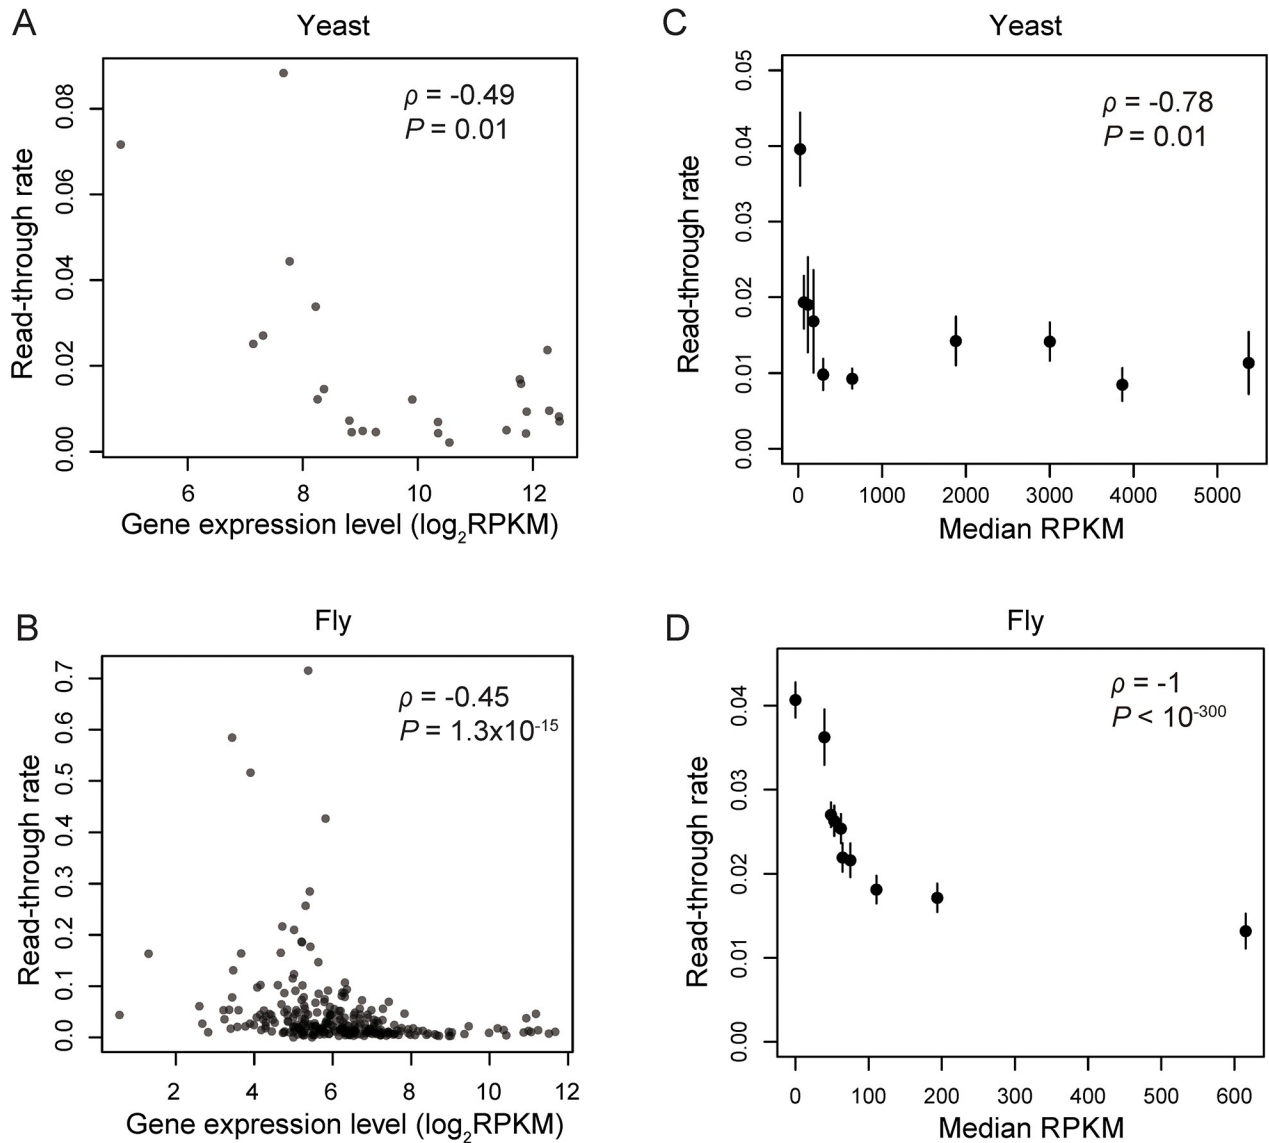 A
Yeast
ρ = -0.49
P = 0.01
Read-through rate
0.08
0.06
0.04
0.02
0.00
6 8 10 12
Gene expression level (log₂RPKM)
C
Yeast
ρ = -0.78
P = 0.01
Read-through rate
0.05
0.04
0.03
0.02
0.01
0.00
0 1000 2000 3000 4000 5000
Median RPKM
B
Fly
ρ = -0.45
P = 1.3x10⁻¹⁵
Read-through rate
0.7
0.6
0.5
0.4
0.3
0.2
0.1
0.0
2 4 6 8 10 12
Gene expression level (log₂RPKM)
D
Fly
ρ = -1
P < 10⁻³⁰⁰
Read-through rate
0.04
0.03
0.02
0.01
0.00
0 100 200 300 400 500 600
Median RPKM